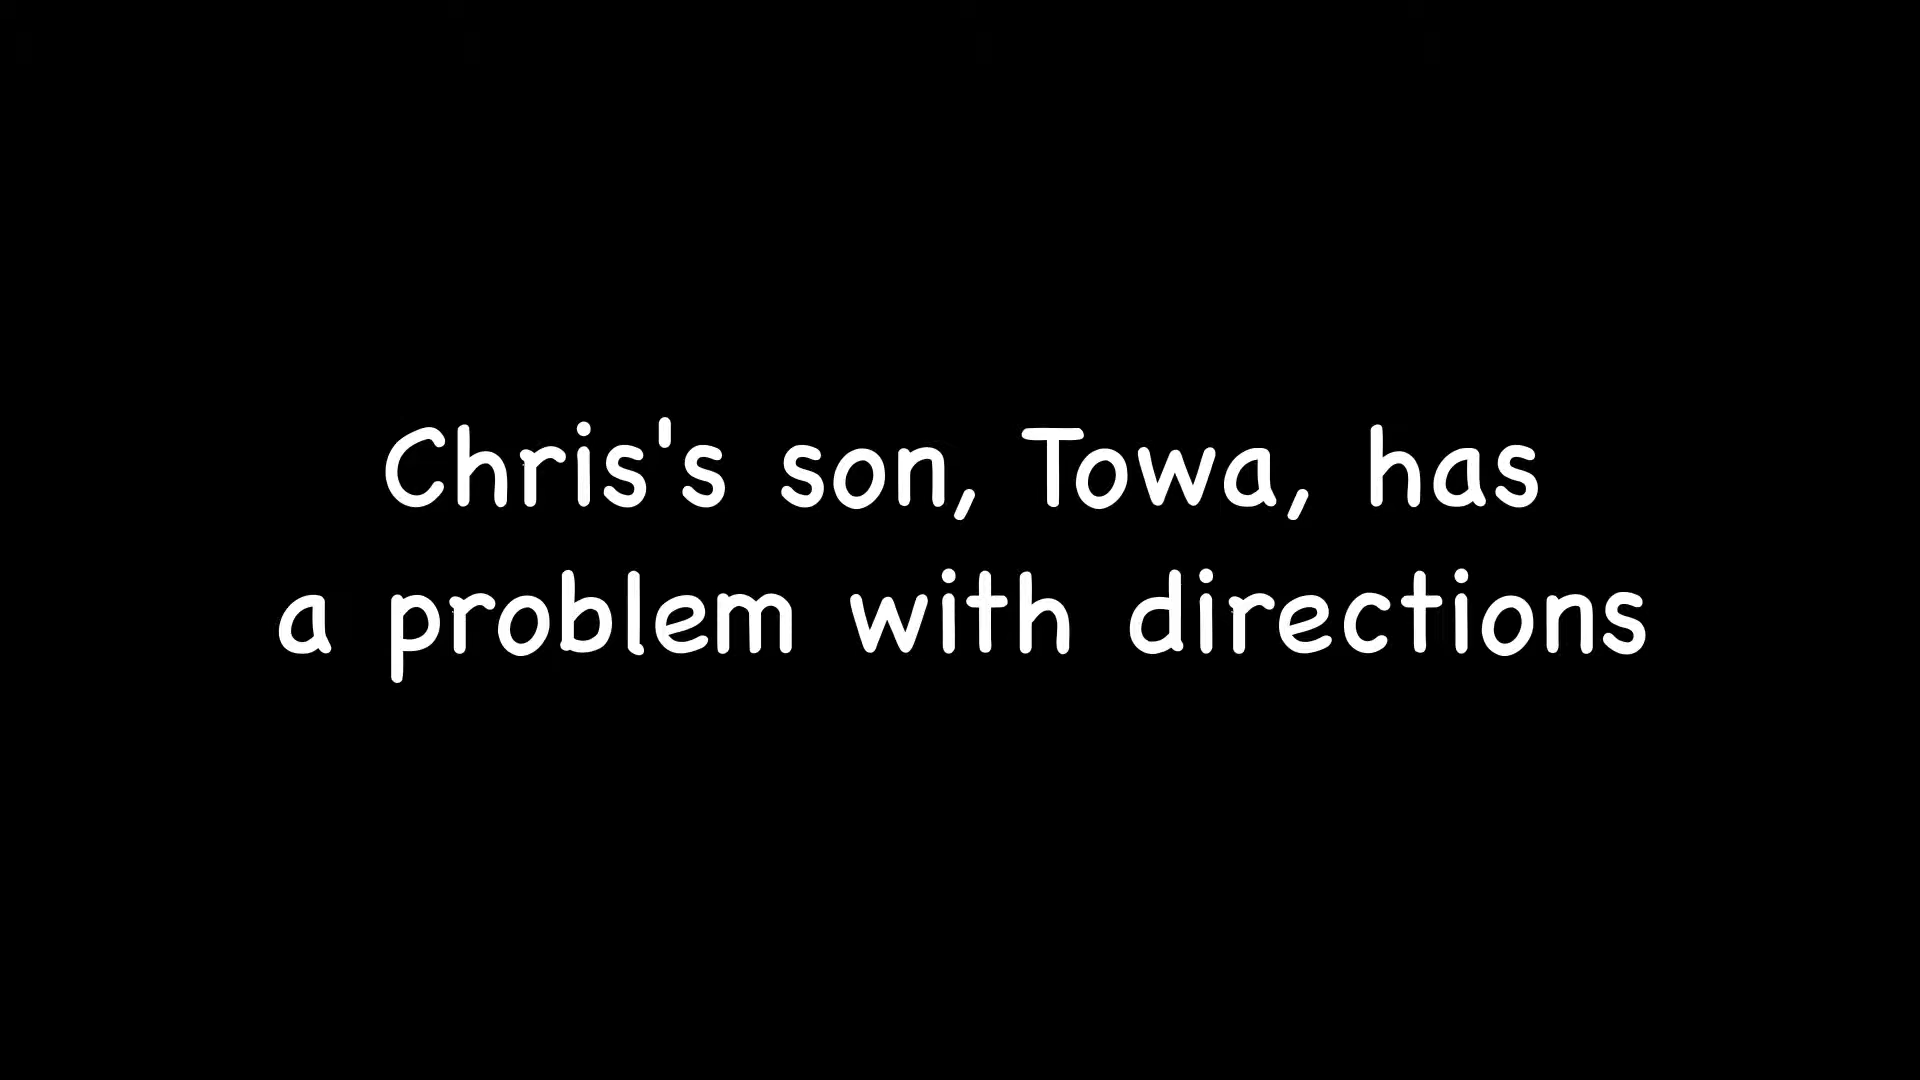 Chris's son, Towa, has
a problem with directions